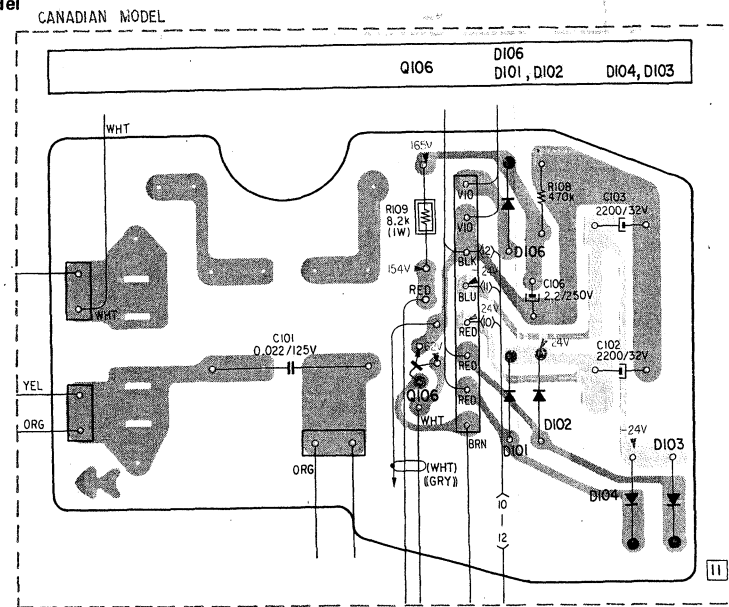 del
CANADIAN MODEL
Q106
D106
D101, D102
D104, D103
WHT
165V
VIO
R108
470k
C103
2200/32V
R109
8.2k
(1W)
VIO
(12)
BLK
D106
154V
(11)
RED
BLU
C106
2.2/250V
WHT
24V
(10)
RED
C101
0.022/125V
24V
C102
2200/32V
RED
YEL
Q106
RED
ORG
WHT
D102
-24V
D103
D101
BRN
ORG
(WHT)
((GRY))
D104
10
12
11